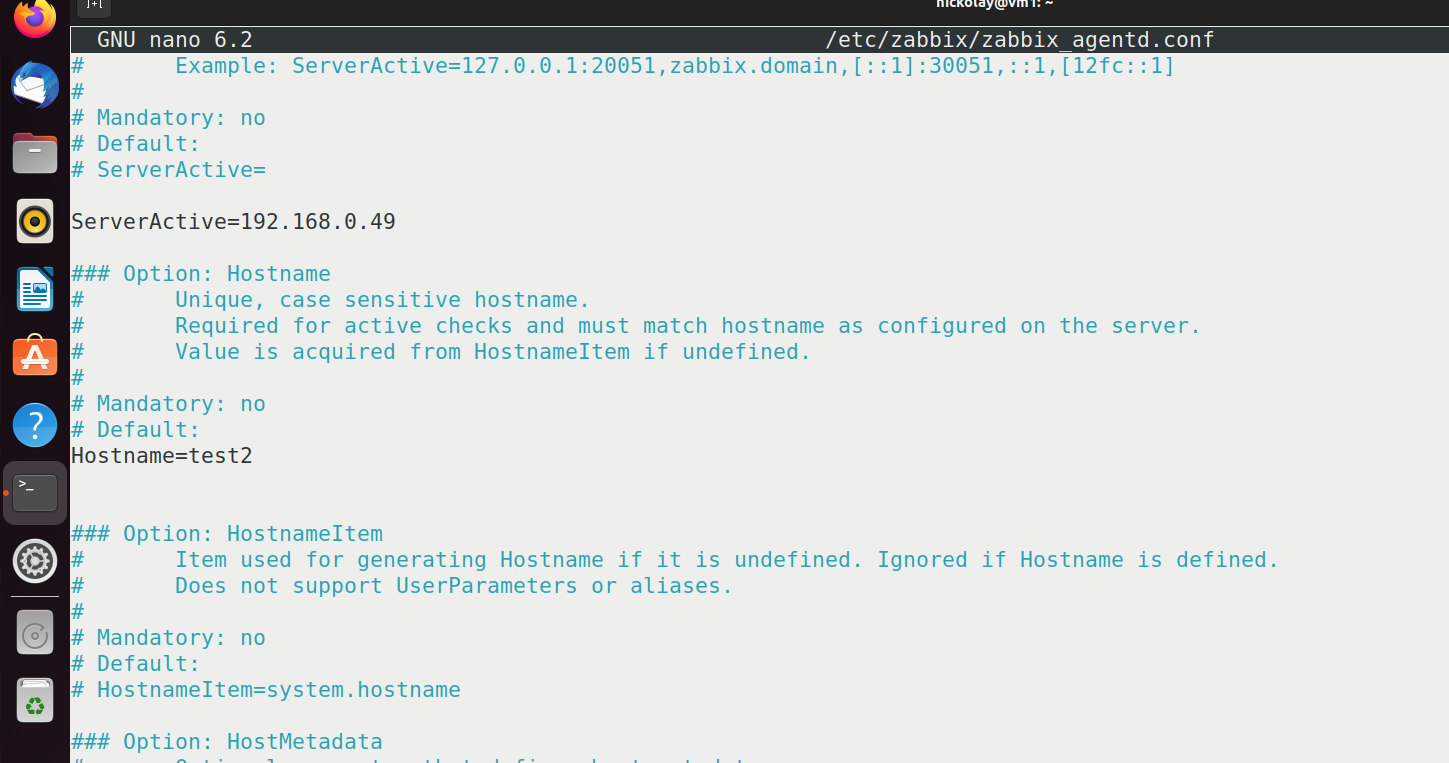 nickolay@vm1: ~
GNU nano 6.2 /etc/zabbix/zabbix_agentd.conf
#       Example: ServerActive=127.0.0.1:20051,zabbix.domain,[::1]:30051,::1,[12fc::1]
#
# Mandatory: no
# Default:
# ServerActive=
ServerActive=192.168.0.49
### Option: Hostname
#       Unique, case sensitive hostname.
#       Required for active checks and must match hostname as configured on the server.
#       Value is acquired from HostnameItem if undefined.
#
# Mandatory: no
# Default:
Hostname=test2
### Option: HostnameItem
#       Item used for generating Hostname if it is undefined. Ignored if Hostname is defined.
#       Does not support UserParameters or aliases.
#
# Mandatory: no
# Default:
# HostnameItem=system.hostname
### Option: HostMetadata